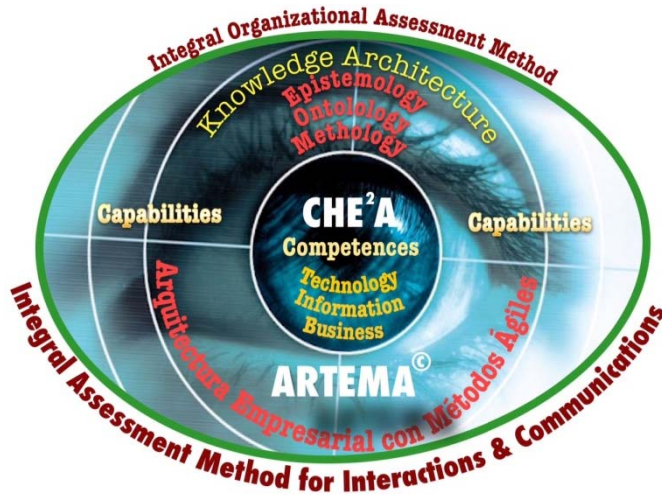 Integral Organizational Assessment Method
Knowledge Architecture
Epistemology
Ontolology
Methology
Capabilities
Capabilities
CHE²A
Competences
Technology
Information
Business
ARTEMA©
Arquitectura Empresarial con Métodos Ágiles
Integral Assessment Method for Interactions & Communications